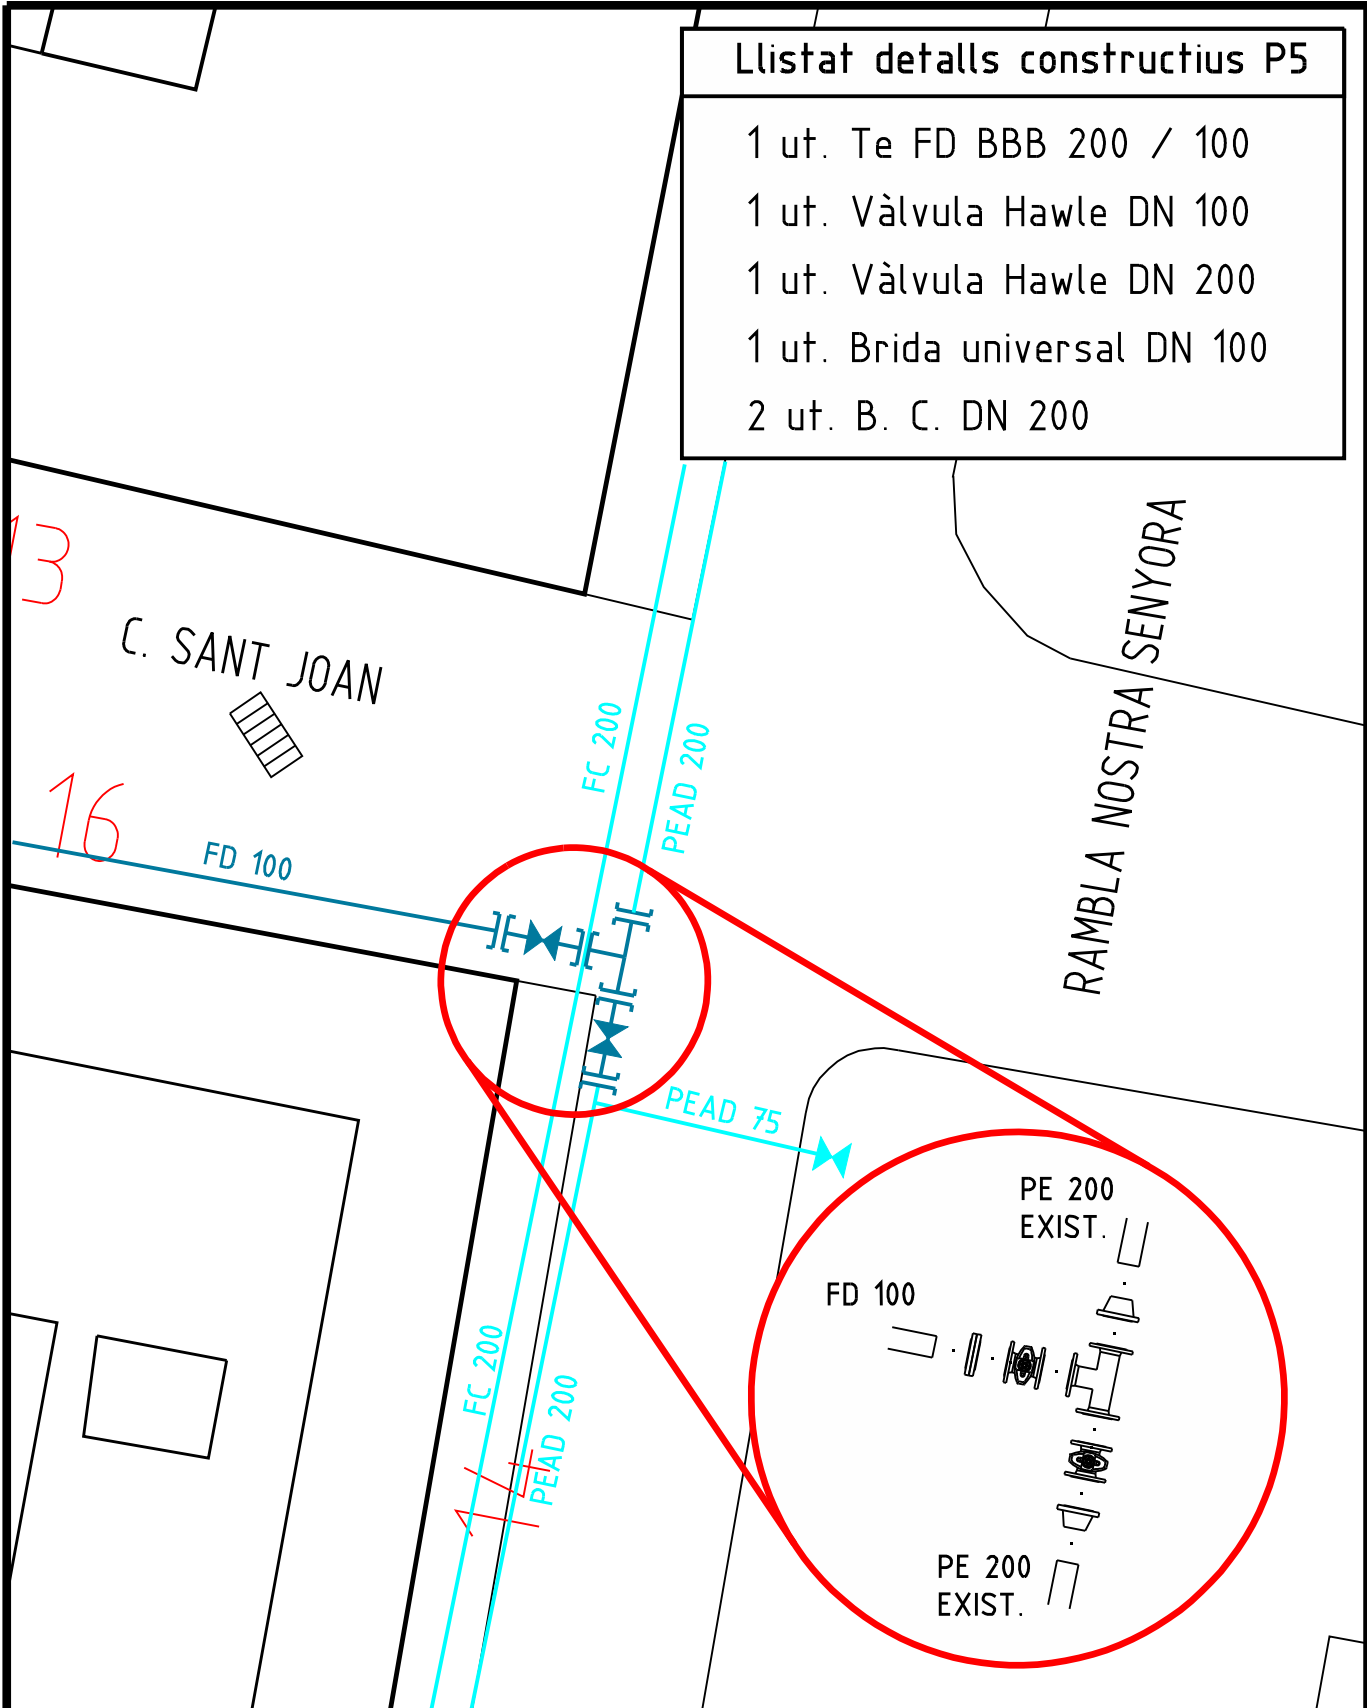 Llistat detalls constructius P5
1 ut. Te FD BBB 200 / 100
1 ut. Vàlvula Hawle DN 100
1 ut. Vàlvula Hawle DN 200
1 ut. Brida universal DN 100
2 ut. B. C. DN 200
13
C. SANT JOAN
16
FD 100
FC 200
PEAD 200
RAMBLA NOSTRA SENYORA
PEAD 75
PE 200
EXIST.
FD 100
FC 200
PEAD 200
PE 200
EXIST.